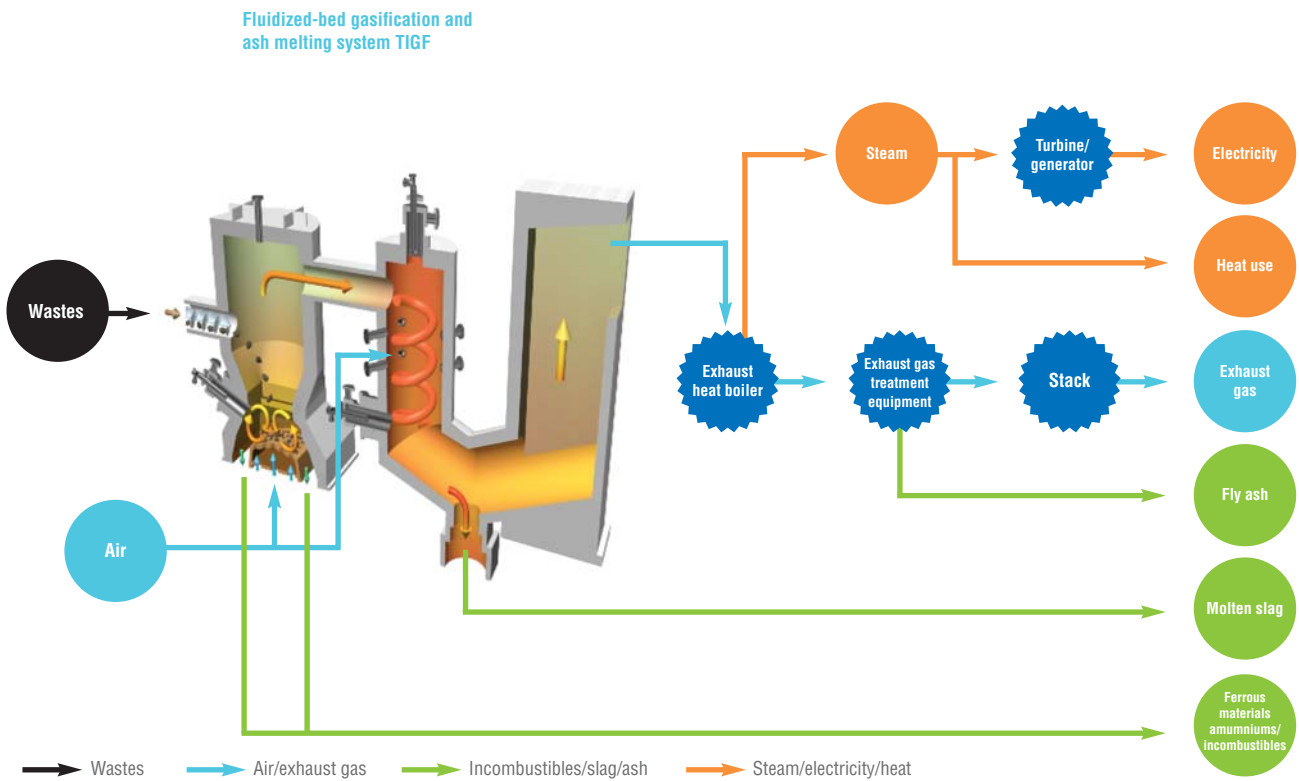 Fluidized-bed gasification and
ash melting system TIGF
Steam
Turbine/
generator
Electricity
Heat use
Wastes
Exhaust
heat boiler
Exhaust gas
treatment
equipment
Stack
Exhaust
gas
Fly ash
Air
Molten slag
Ferrous
materials
amumniums/
incombustibles
Wastes
Air/exhaust gas
Incombustibles/slag/ash
Steam/electricity/heat